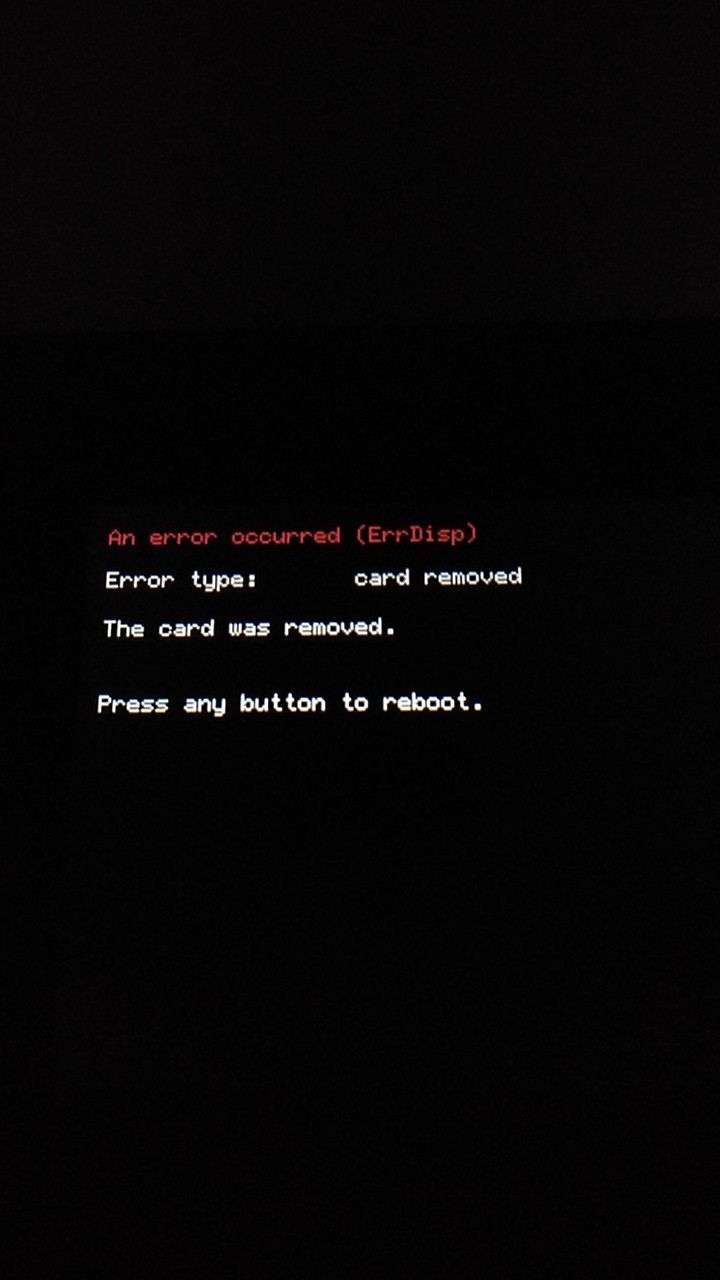 An error occurred (ErrDisp)
Error type: card removed
The card was removed.
Press any button to reboot.